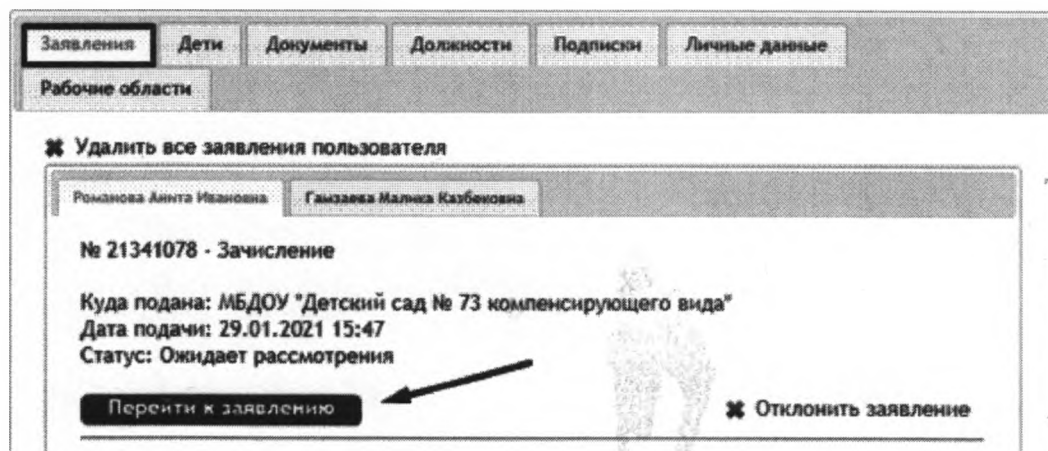 Заявления Дети Документы Должности Подписки Личные данные
Рабочие области
✖ Удалить все заявления пользователя
Романова Анита Ивановна Гамзаева Малика Казбековна
№ 21341078 - Зачисление
Куда подана: МБДОУ "Детский сад № 73 компенсирующего вида"
Дата подачи: 29.01.2021 15:47
Статус: Ожидает рассмотрения
Перейти к заявлению ✖ Отклонить заявление